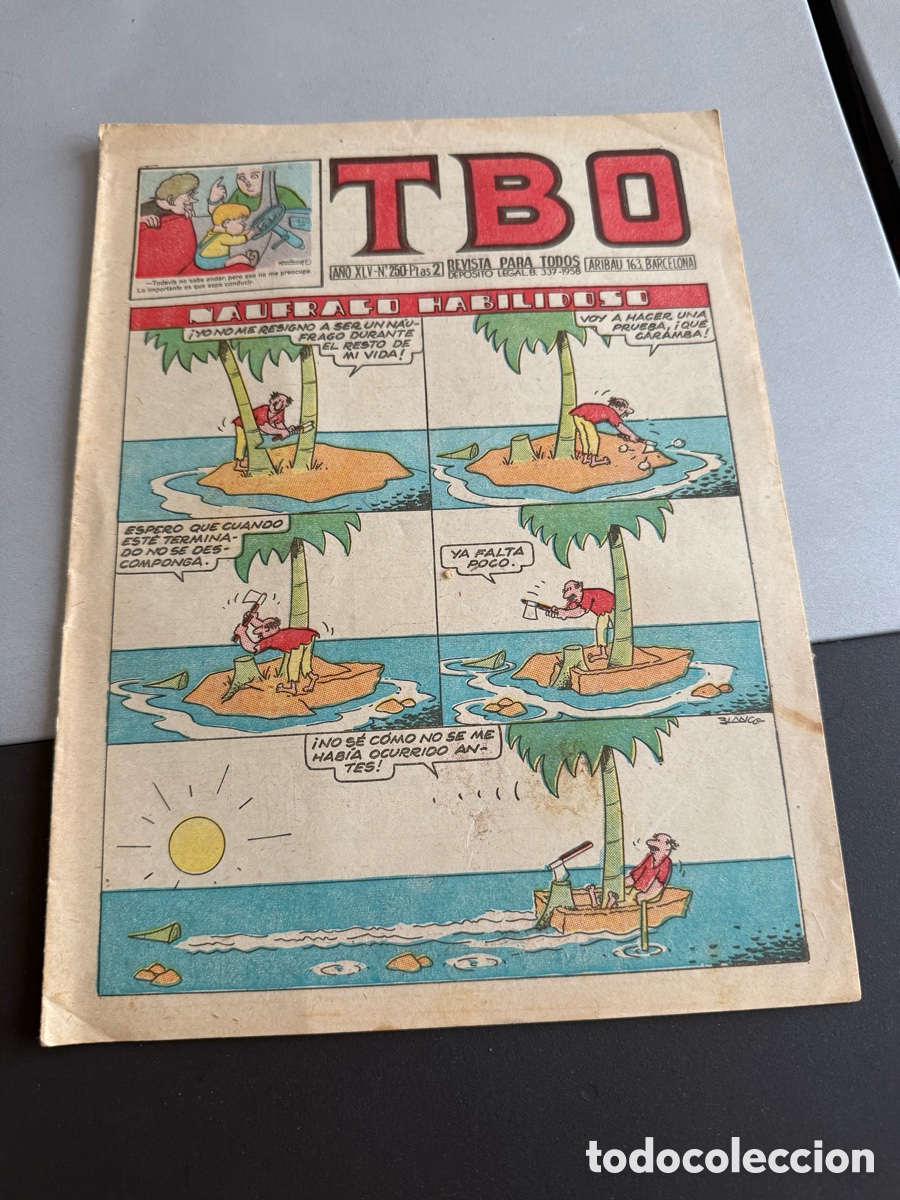 TBO
AÑO XLV-Nº 250-Ptas 2
REVISTA PARA TODOS
DEPOSITO LEGAL. B. 337-1958
ARIBAU 163, BARCELONA
—Todavía no sabe andar, pero eso no me preocupa.
Lo importante es que sepa conducir.
NAUFRAGO HABILIDOSO
¡YO NO ME RESIGNO A SER UN NÁU-
FRAGO DURANTE
EL RESTO DE
MI VIDA!
VOY A HACER UNA
PRUEBA, ¡QUÉ
CARAMBA!
ESPERO QUE CUANDO
ESTÉ TERMINA-
DO NO SE DES-
COMPONGA.
YA FALTA
POCO.
BLANCO
¡NO SÉ CÓMO NO SE ME
HABÍA OCURRIDO AN-
TES!
todocoleccion